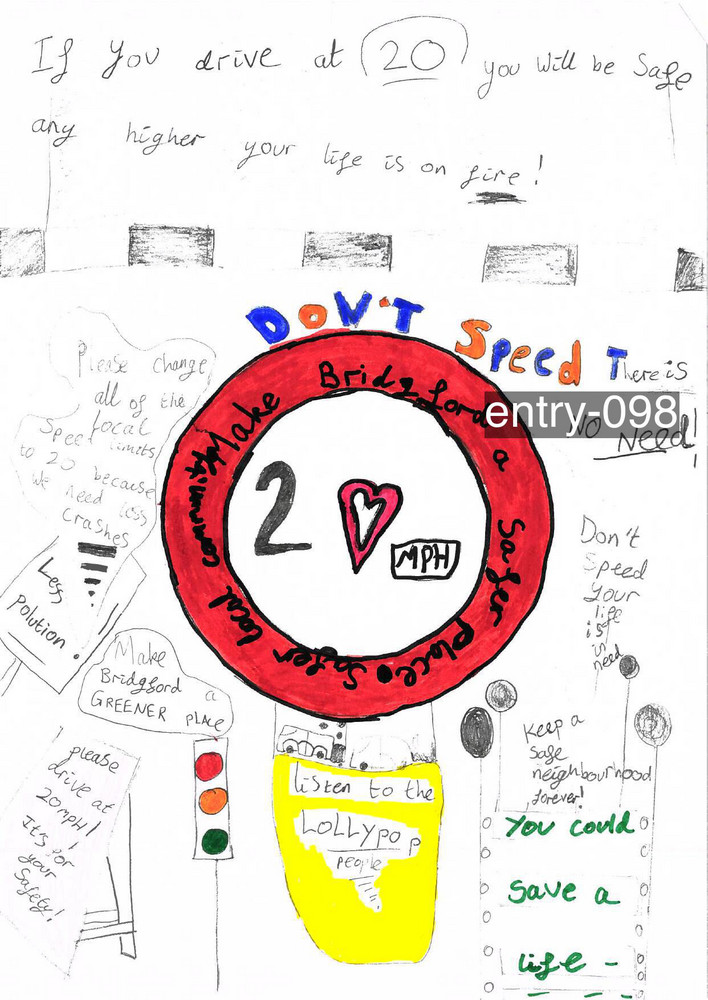 If you drive at 20 you will be Safe
any higher your life is on fire!
DON'T Speed There is
NO Need!
entry-098
Please change
all of the
local
Speed limits
to 20 because
we need less
crashes
Make Bridgford a Safer place. Safer local community
2 MPH
Less
Polution!
Don't
Speed
your
life
is
in
need
Make
Bridgford a
GREENER PLACE
please
drive at
20mph!
It's for
your
Safety!
listen to the
LOLLYPOP
people
Keep a
Safe
neighbourhood
forever!
You could
Save a
life -